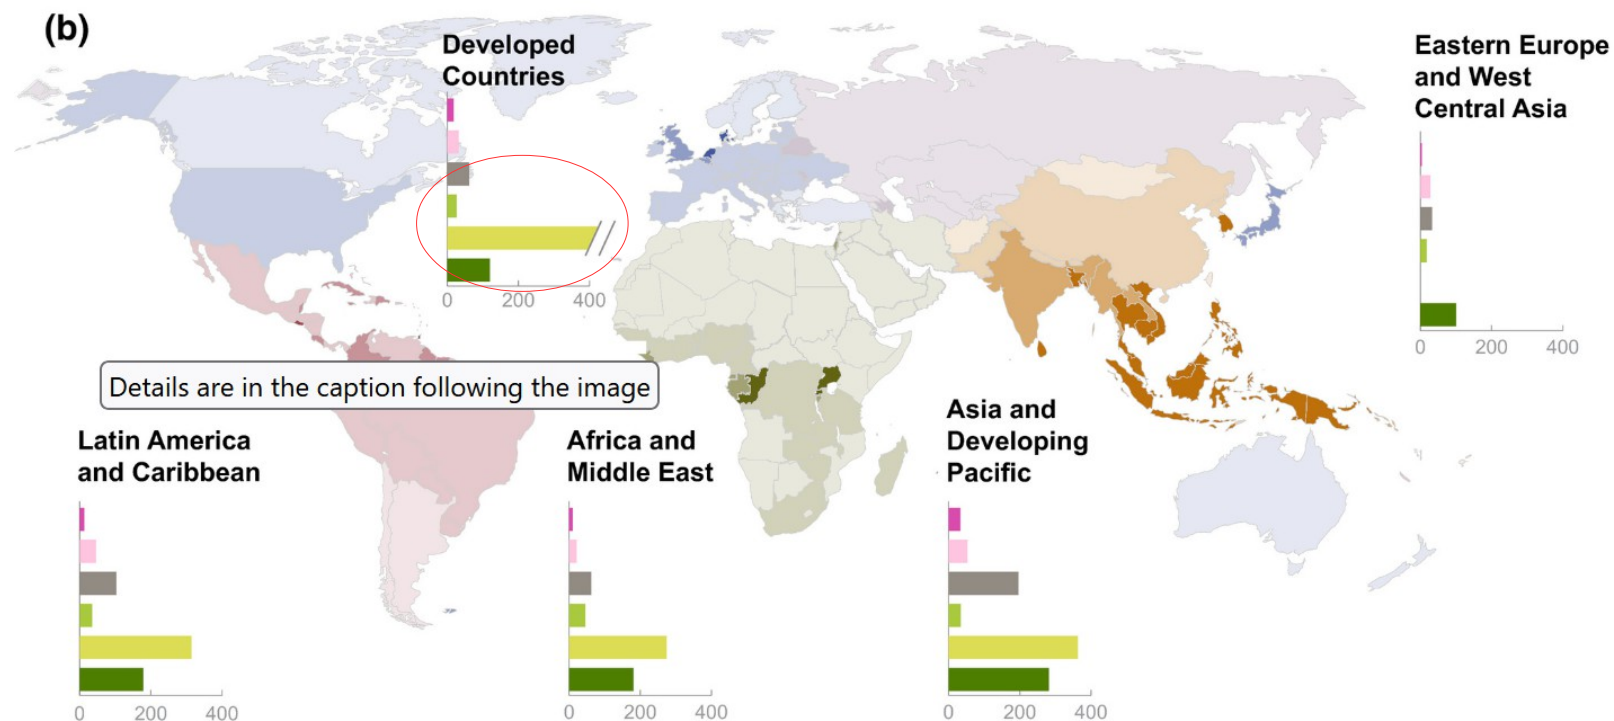 (b)
Developed
Countries
0 200 400
Eastern Europe
and West
Central Asia
0 200 400
Details are in the caption following the image
Latin America
and Caribbean
0 200 400
Africa and
Middle East
0 200 400
Asia and
Developing
Pacific
0 200 400